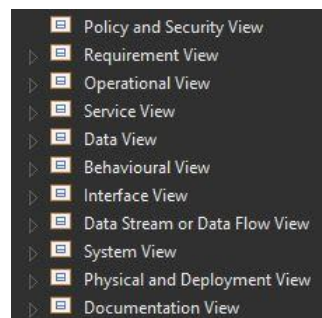 Policy and Security View
Requirement View
Operational View
Service View
Data View
Behavioural View
Interface View
Data Stream or Data Flow View
System View
Physical and Deployment View
Documentation View